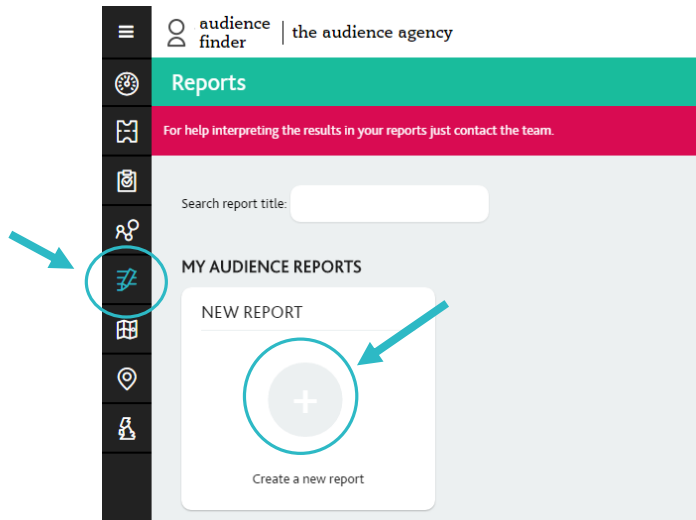 audience
finder
the audience agency
Reports
For help interpreting the results in your reports just contact the team.
Search report title:
MY AUDIENCE REPORTS
NEW REPORT
Create a new report